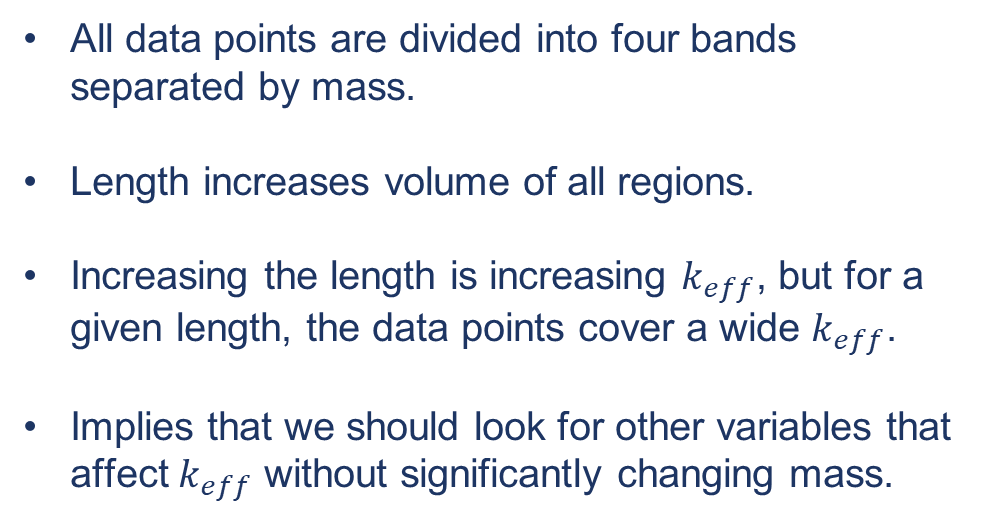 • All data points are divided into four bands
separated by mass.
• Length increases volume of all regions.
• Increasing the length is increasing k_{eff}, but for a
given length, the data points cover a wide k_{eff}.
• Implies that we should look for other variables that
affect k_{eff} without significantly changing mass.